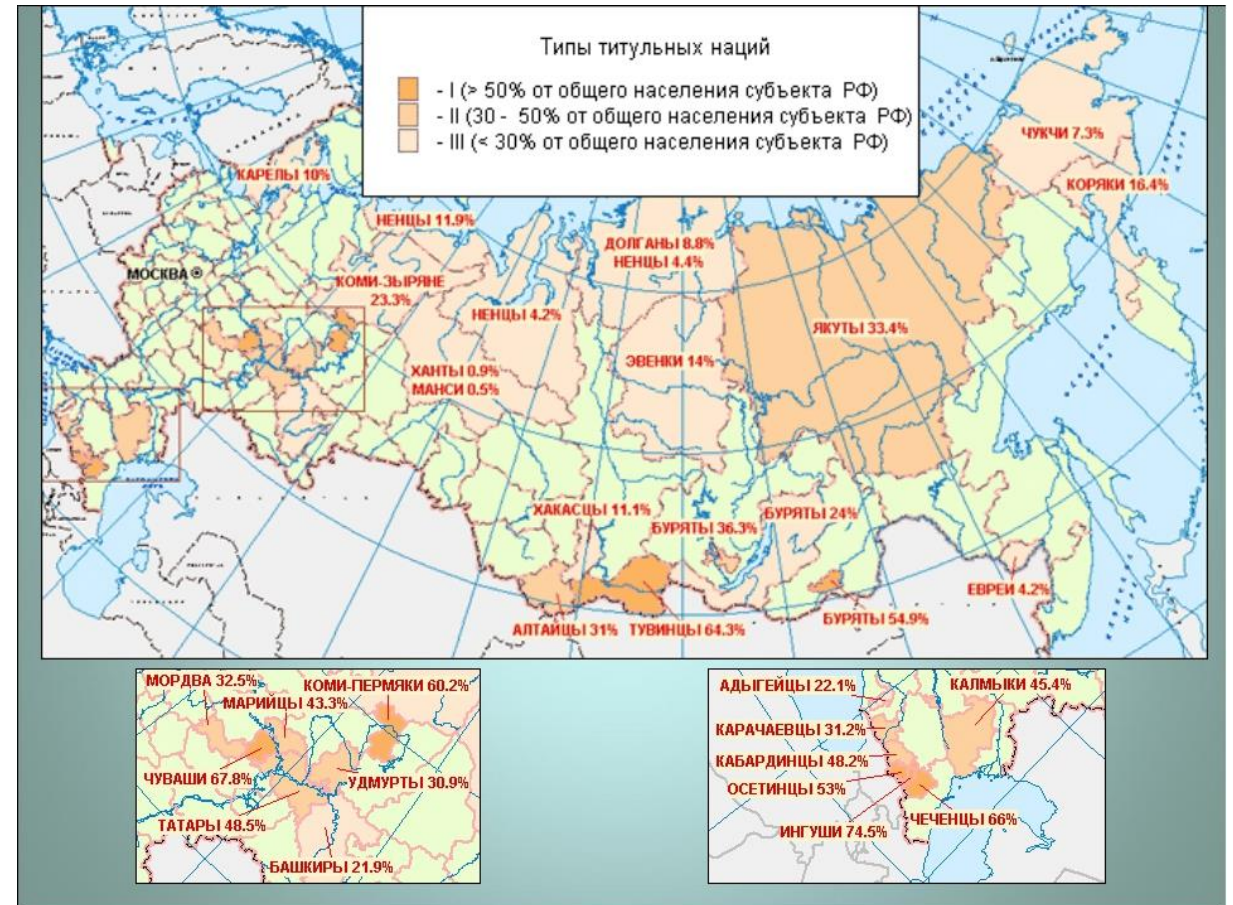 Типы титульных наций
- I (> 50% от общего населения субъекта РФ)
- II (30 - 50% от общего населения субъекта РФ)
- III (< 30% от общего населения субъекта РФ)
ЧУКЧИ 7.3%
КАРЕЛЫ 10%
КОРЯКИ 16.4%
НЕНЦЫ 11.9%
ДОЛГАНЫ 8.8%
НЕНЦЫ 4.4%
МОСКВА
КОМИ-ЗЫРЯНЕ
23.3%
НЕНЦЫ 4.2%
ЯКУТЫ 33.4%
ЭВЕНКИ 14%
ХАНТЫ 0.9%
МАНСИ 0.5%
ХАКАСЦЫ 11.1%
БУРЯТЫ 36.3%
БУРЯТЫ 24%
ЕВРЕИ 4.2%
БУРЯТЫ 54.9%
АЛТАЙЦЫ 31%
ТУВИНЦЫ 64.3%
МОРДВА 32.5%
КОМИ-ПЕРМЯКИ 60.2%
МАРИЙЦЫ 43.3%
ЧУВАШИ 67.8%
УДМУРТЫ 30.9%
ТАТАРЫ 48.5%
БАШКИРЫ 21.9%
АДЫГЕЙЦЫ 22.1%
КАЛМЫКИ 45.4%
КАРАЧАЕВЦЫ 31.2%
КАБАРДИНЦЫ 48.2%
ОСЕТИНЦЫ 53%
ЧЕЧЕНЦЫ 66%
ИНГУШИ 74.5%